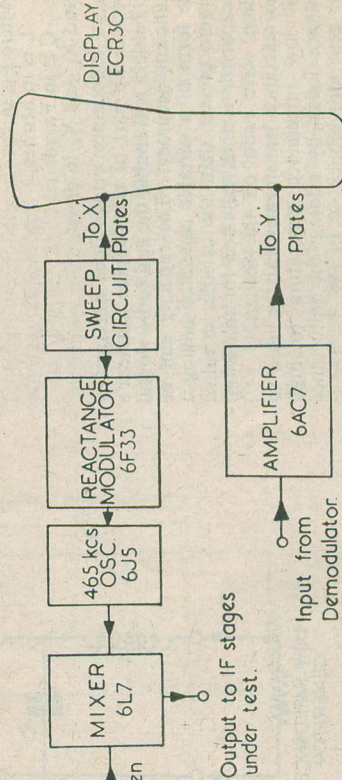 DISPLAY
ECR30
To 'X'
Plates
SWEEP
CIRCUIT
REACTANCE
MODULATOR
6F33
465 kcs
OSC
6J5
MIXER
6L7
To 'Y'
Plates
AMPLIFIER
6AC7
Input from
Demodulator.
Output to IF stages
under test.
en